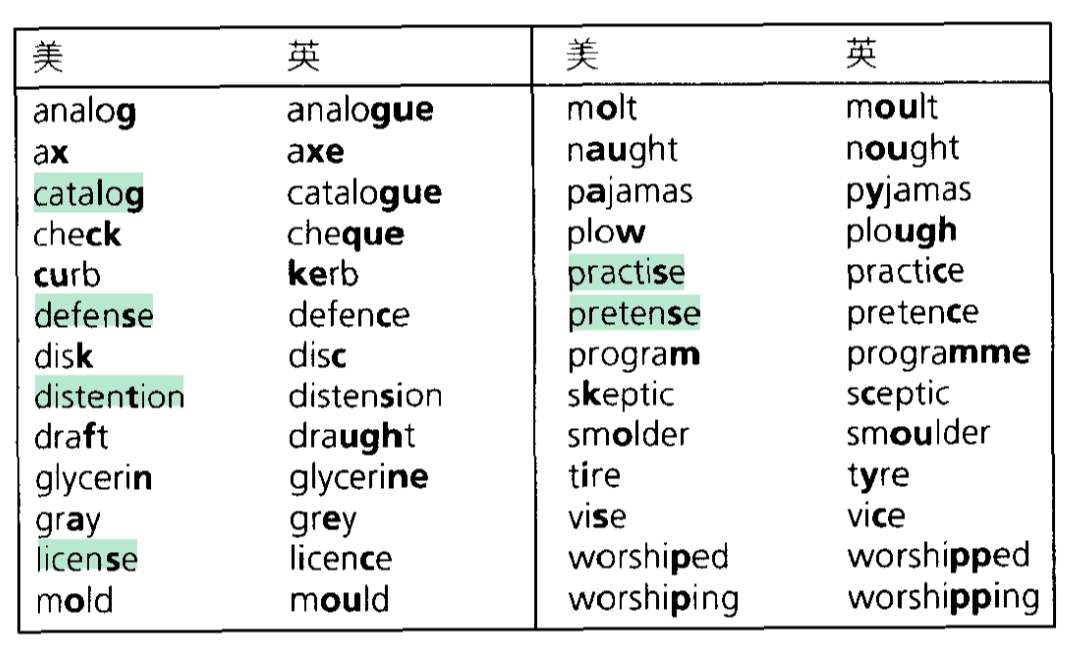 美 英 美 英
analog analogue molt moult
ax axe naught nought
catalog catalogue pajamas pyjamas
check cheque plow plough
curb kerb practise practice
defense defence pretense pretence
disk disc program programme
distention distension skeptic sceptic
draft draught smolder smoulder
glycerin glycerine tire tyre
gray grey vise vice
license licence worshiped worshipped
mold mould worshiping worshipping